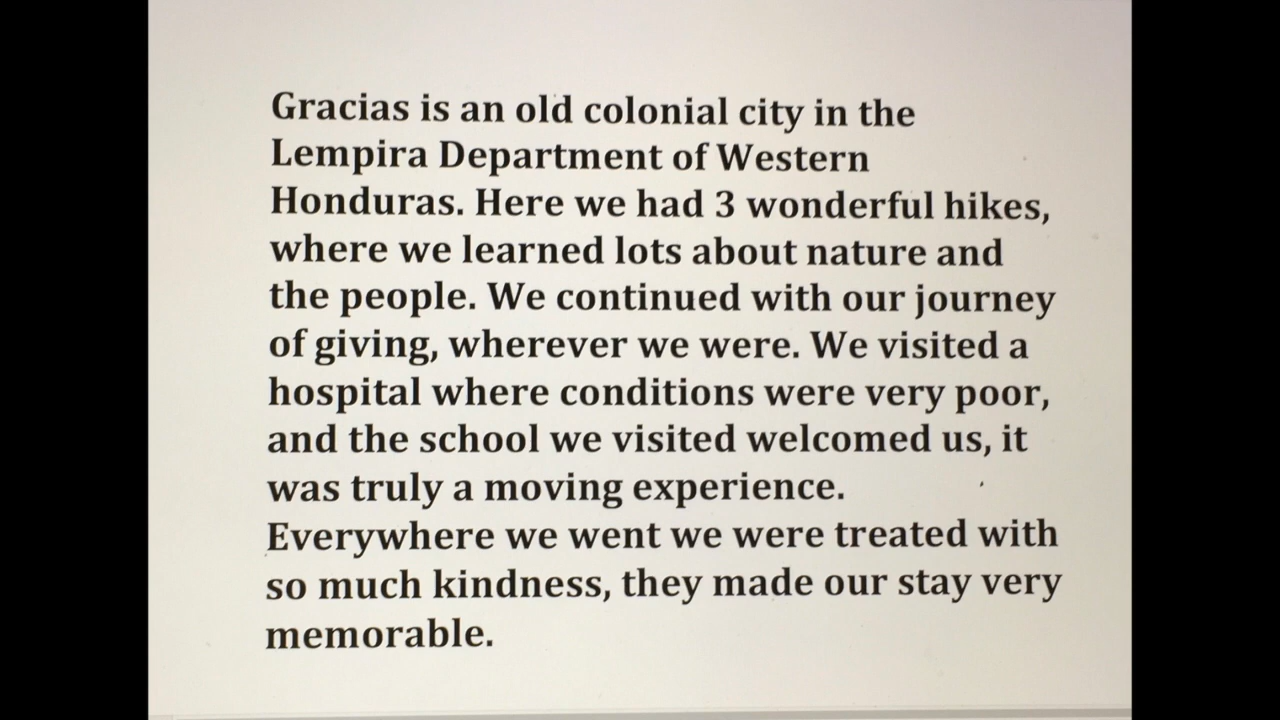 Gracias is an old colonial city in the
Lempira Department of Western
Honduras. Here we had 3 wonderful hikes,
where we learned lots about nature and
the people. We continued with our journey
of giving, wherever we were. We visited a
hospital where conditions were very poor,
and the school we visited welcomed us, it
was truly a moving experience.
Everywhere we went we were treated with
so much kindness, they made our stay very
memorable.